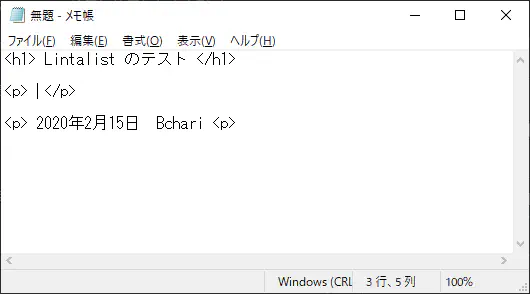 無題 - メモ帳
ファイル(F) 編集(E) 書式(O) 表示(V) ヘルプ(H)
<h1> Lintalist のテスト </h1>
<p> </p>
<p> 2020年2月15日　Bchari <p>
Windows (CRL 3 行、5 列 100%